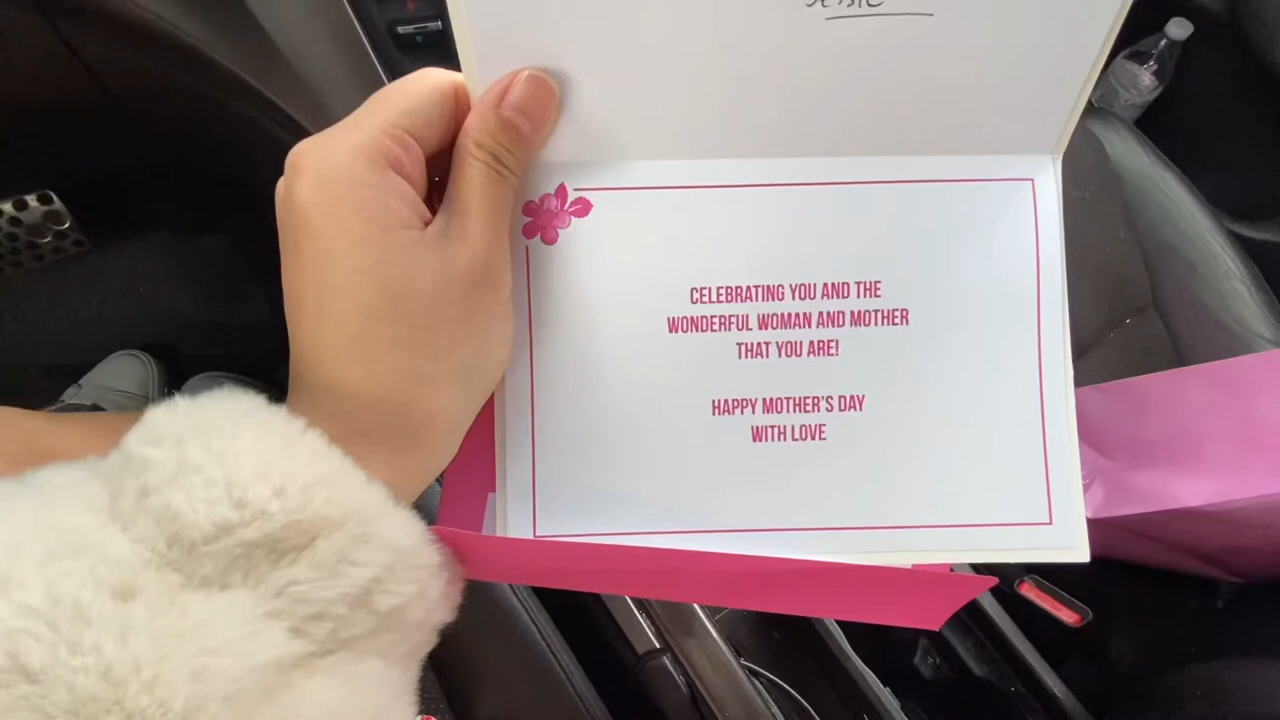 CELEBRATING YOU AND THE
WONDERFUL WOMAN AND MOTHER
THAT YOU ARE!
HAPPY MOTHER'S DAY
WITH LOVE